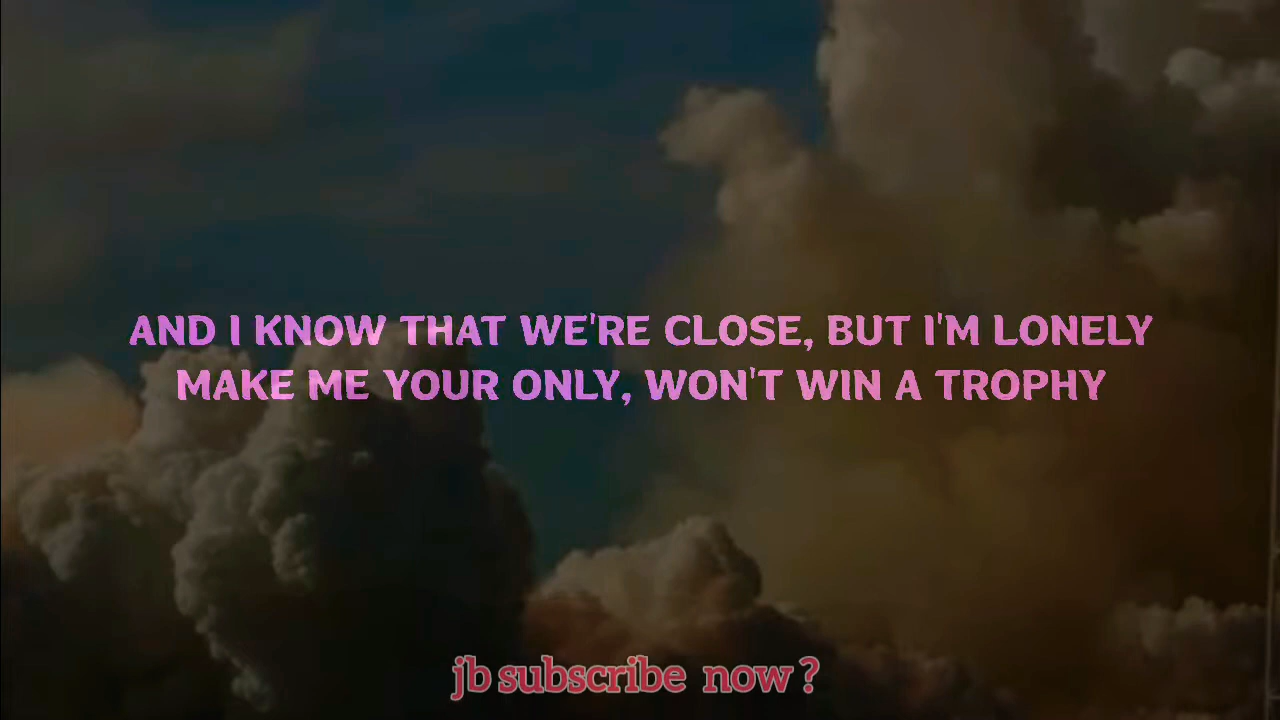 AND I KNOW THAT WE'RE CLOSE, BUT I'M LONELY
MAKE ME YOUR ONLY, WON'T WIN A TROPHY
jb subscribe now ?